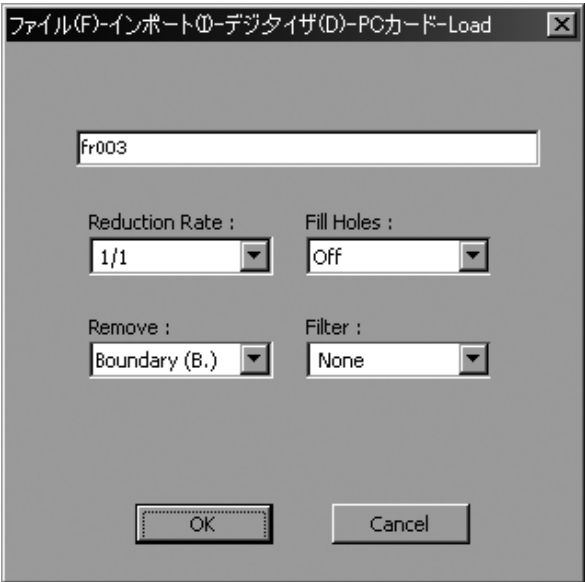 ファイル(F)-インポート(I)-デジタイザ(D)-PCカード-Load
fr003
Reduction Rate :
Fill Holes :
1/1
Off
Remove :
Filter :
Boundary (B.)
None
OK
Cancel